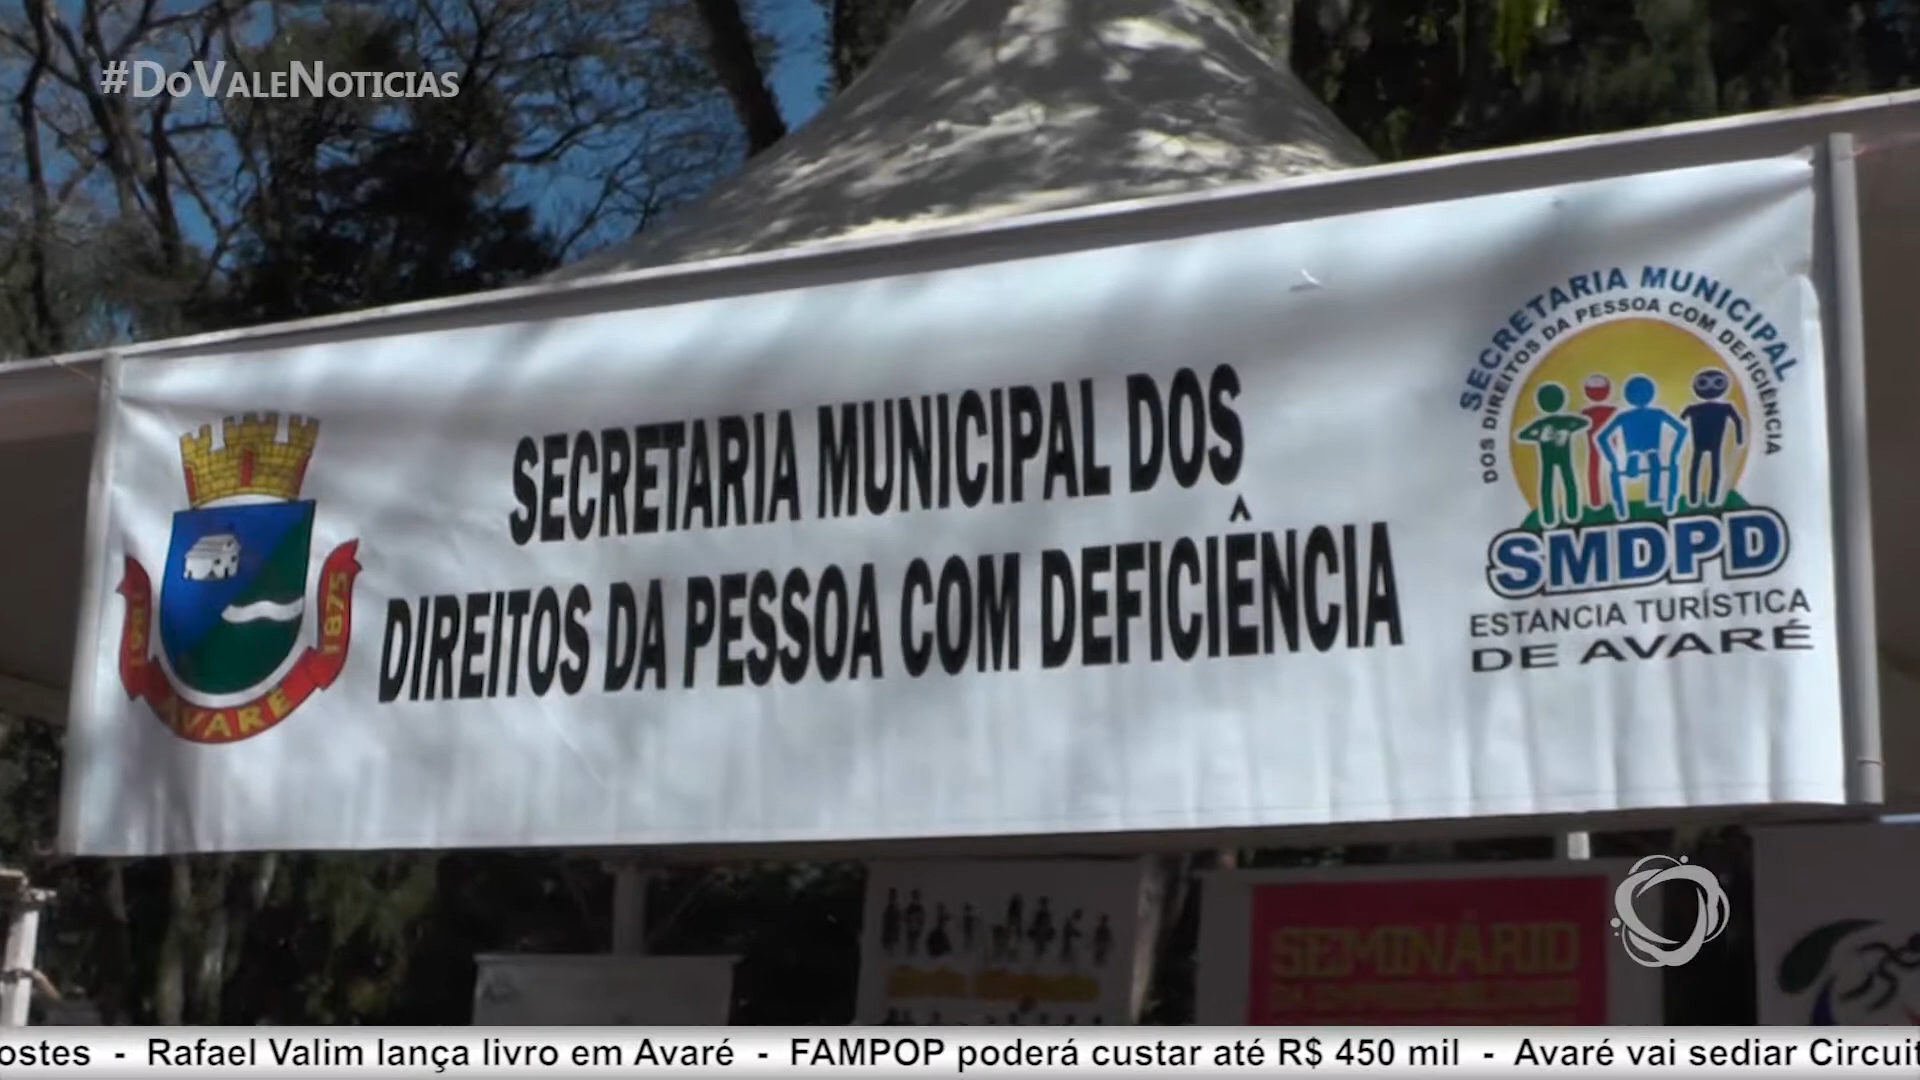 #DoValeNoticias
SECRETARIA MUNICIPAL DOS
DIREITOS DA PESSOA COM DEFICIÊNCIA
1875
AVARÉ
SECRETARIA MUNICIPAL
DOS DIREITOS DA PESSOA COM DEFICIÊNCIA
SMDPD
ESTANCIA TURÍSTICA
DE AVARÉ
SEMINÁRIO
ostes - Rafael Valim lança livro em Avaré - FAMPOP poderá custar até R$ 450 mil - Avaré vai sediar Circuit